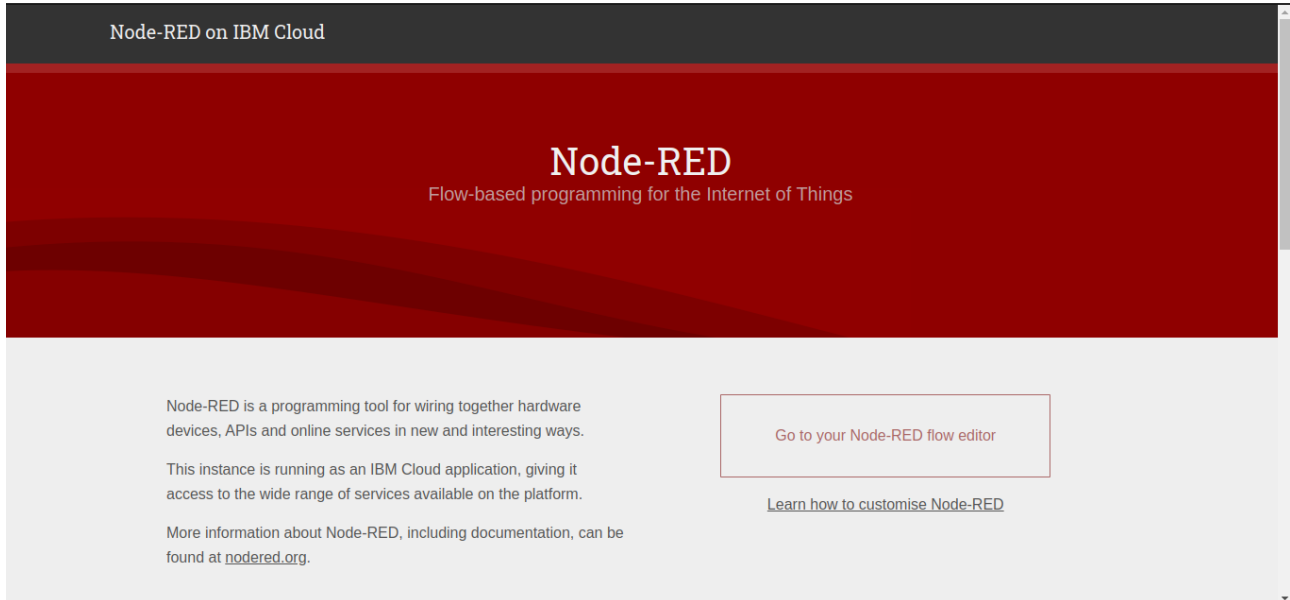 Node-RED on IBM Cloud
Node-RED
Flow-based programming for the Internet of Things
Node-RED is a programming tool for wiring together hardware
devices, APIs and online services in new and interesting ways.
This instance is running as an IBM Cloud application, giving it
access to the wide range of services available on the platform.
More information about Node-RED, including documentation, can be
found at nodered.org.
Go to your Node-RED flow editor
Learn how to customise Node-RED